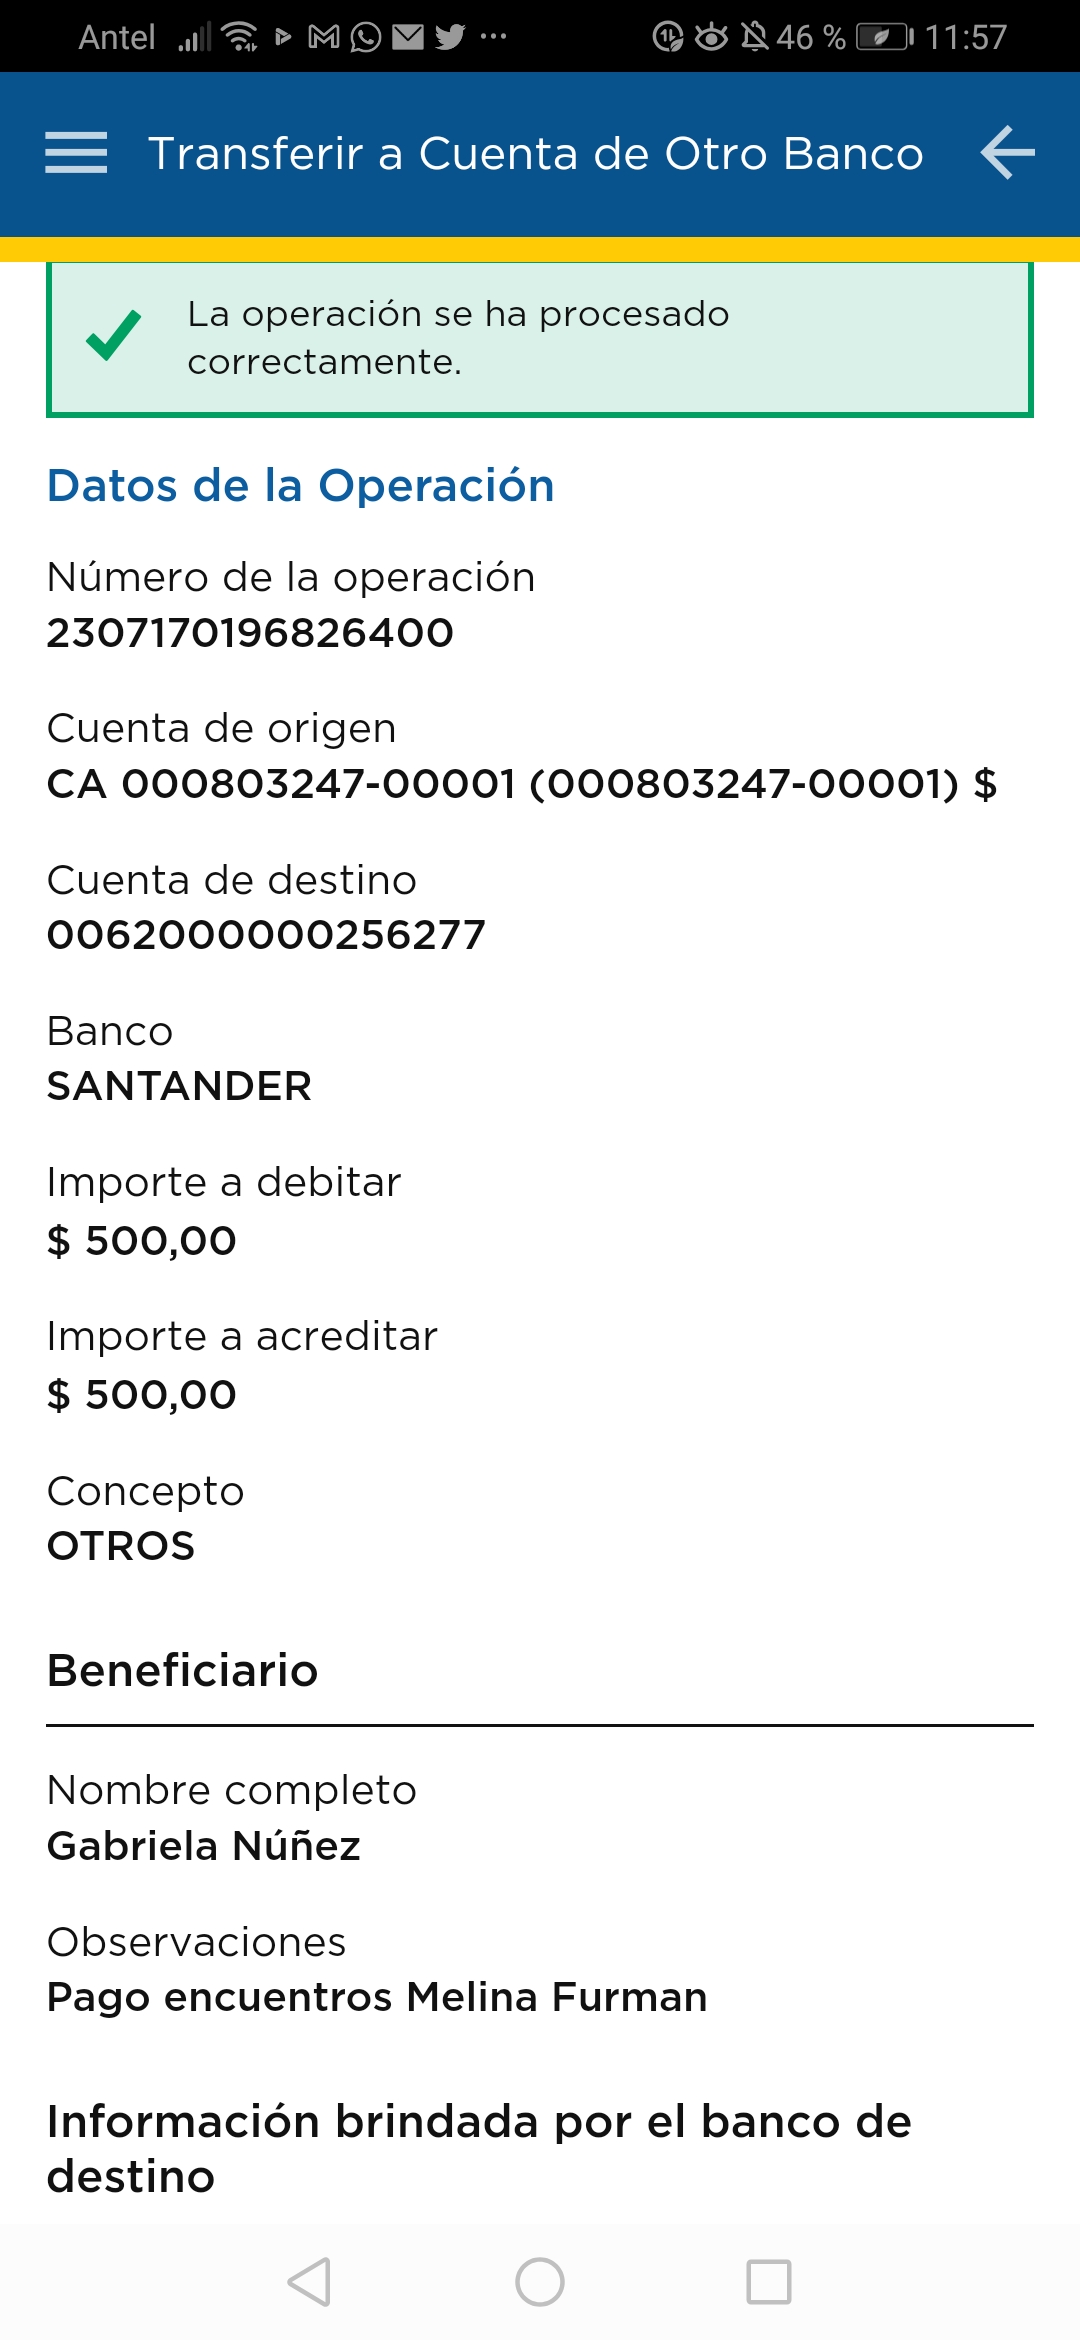 Antel 46 % 11:57
Transferir a Cuenta de Otro Banco
La operación se ha procesado
correctamente.
Datos de la Operación
Número de la operación
2307170196826400
Cuenta de origen
CA 000803247-00001 (000803247-00001) $
Cuenta de destino
0062000000256277
Banco
SANTANDER
Importe a debitar
$ 500,00
Importe a acreditar
$ 500,00
Concepto
OTROS
Beneficiario
Nombre completo
Gabriela Núñez
Observaciones
Pago encuentros Melina Furman
Información brindada por el banco de
destino